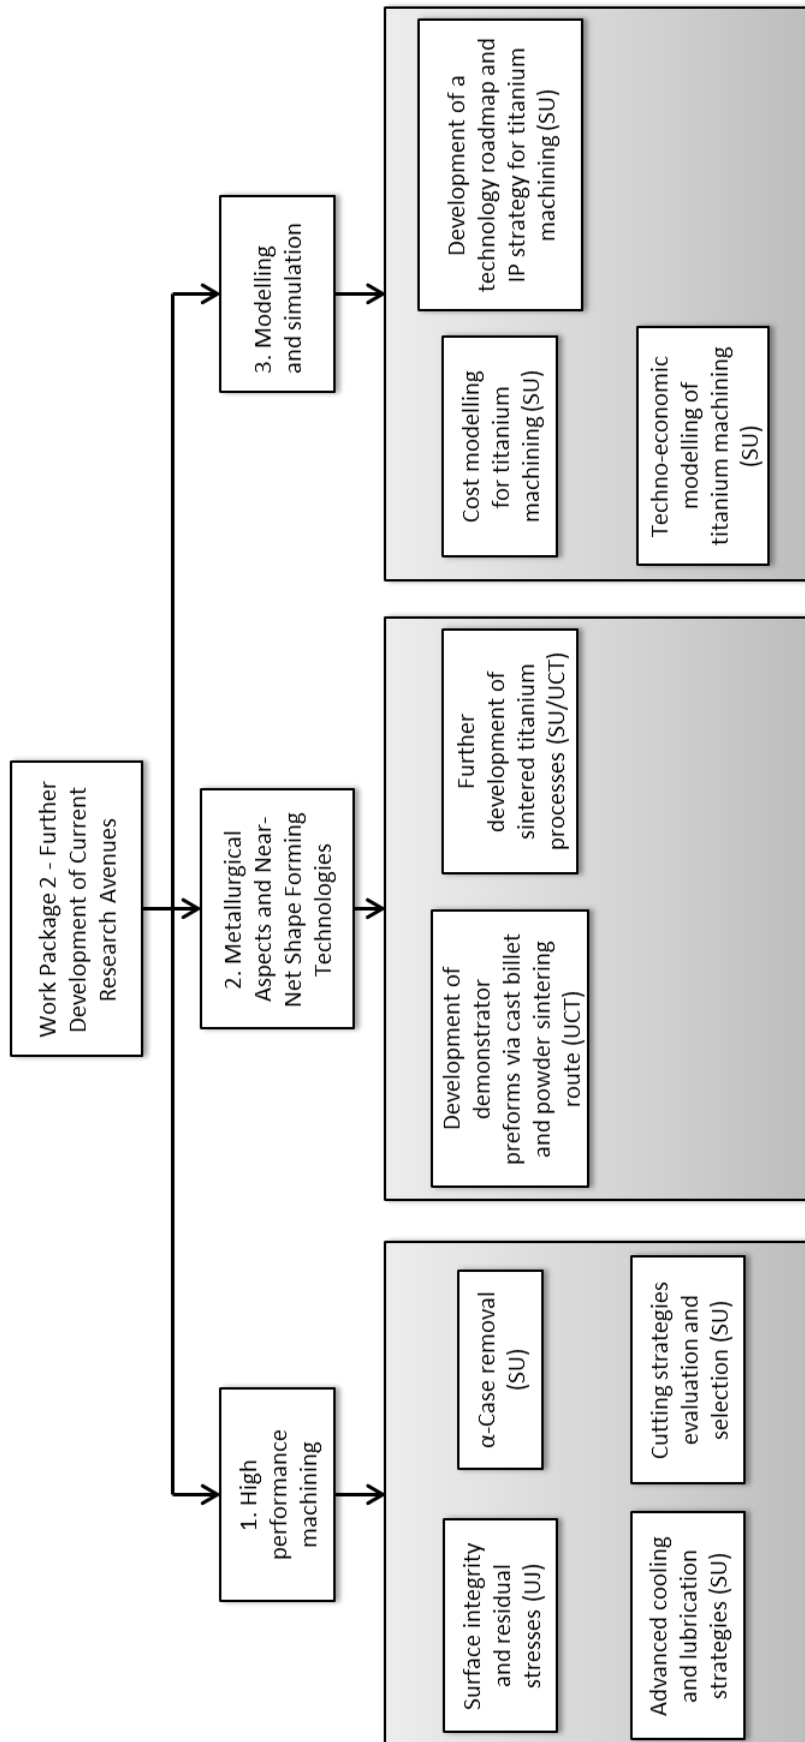 Work Package 2 - Further
Development of Current
Research Avenues
1. High
performance
machining
2. Metallurgical
Aspects and Near-
Net Shape Forming
Technologies
3. Modelling
and simulation
Surface integrity
and residual
stresses (UJ)
α-Case removal
(SU)
Advanced cooling
and lubrication
strategies (SU)
Cutting strategies
evaluation and
selection (SU)
Development of
demonstrator
preforms via cast billet
and powder sintering
route (UCT)
Further
development of
sintered titanium
processes (SU/UCT)
Cost modelling
for titanium
machining (SU)
Development of a
technology roadmap and
IP strategy for titanium
machining (SU)
Techno-economic
modelling of
titanium machining
(SU)